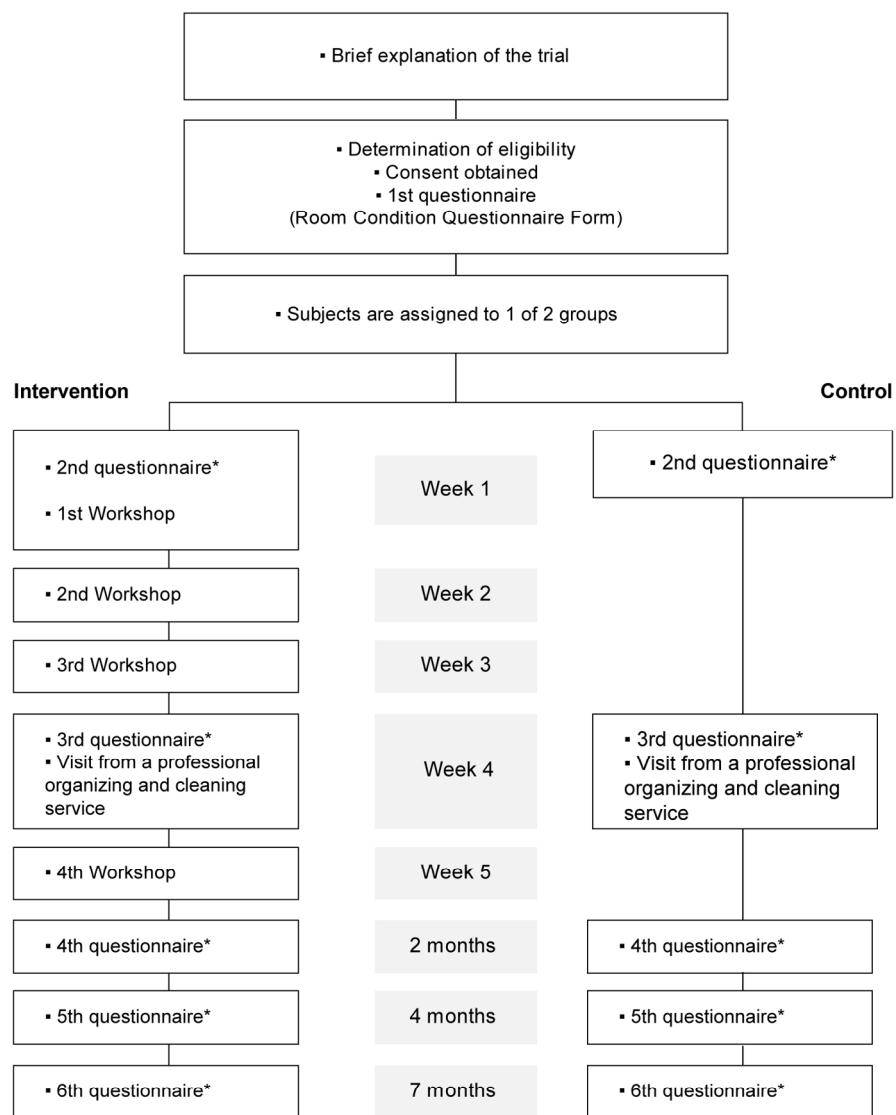 ▪ Brief explanation of the trial
▪ Determination of eligibility
▪ Consent obtained
▪ 1st questionnaire
(Room Condition Questionnaire Form)
▪ Subjects are assigned to 1 of 2 groups
Intervention
Control
▪ 2nd questionnaire*
▪ 1st Workshop
Week 1
▪ 2nd questionnaire*
▪ 2nd Workshop
Week 2
▪ 3rd Workshop
Week 3
▪ 3rd questionnaire*
▪ Visit from a professional
organizing and cleaning
service
Week 4
▪ 3rd questionnaire*
▪ Visit from a professional
organizing and cleaning
service
▪ 4th Workshop
Week 5
▪ 4th questionnaire*
2 months
▪ 4th questionnaire*
▪ 5th questionnaire*
4 months
▪ 5th questionnaire*
▪ 6th questionnaire*
7 months
▪ 6th questionnaire*